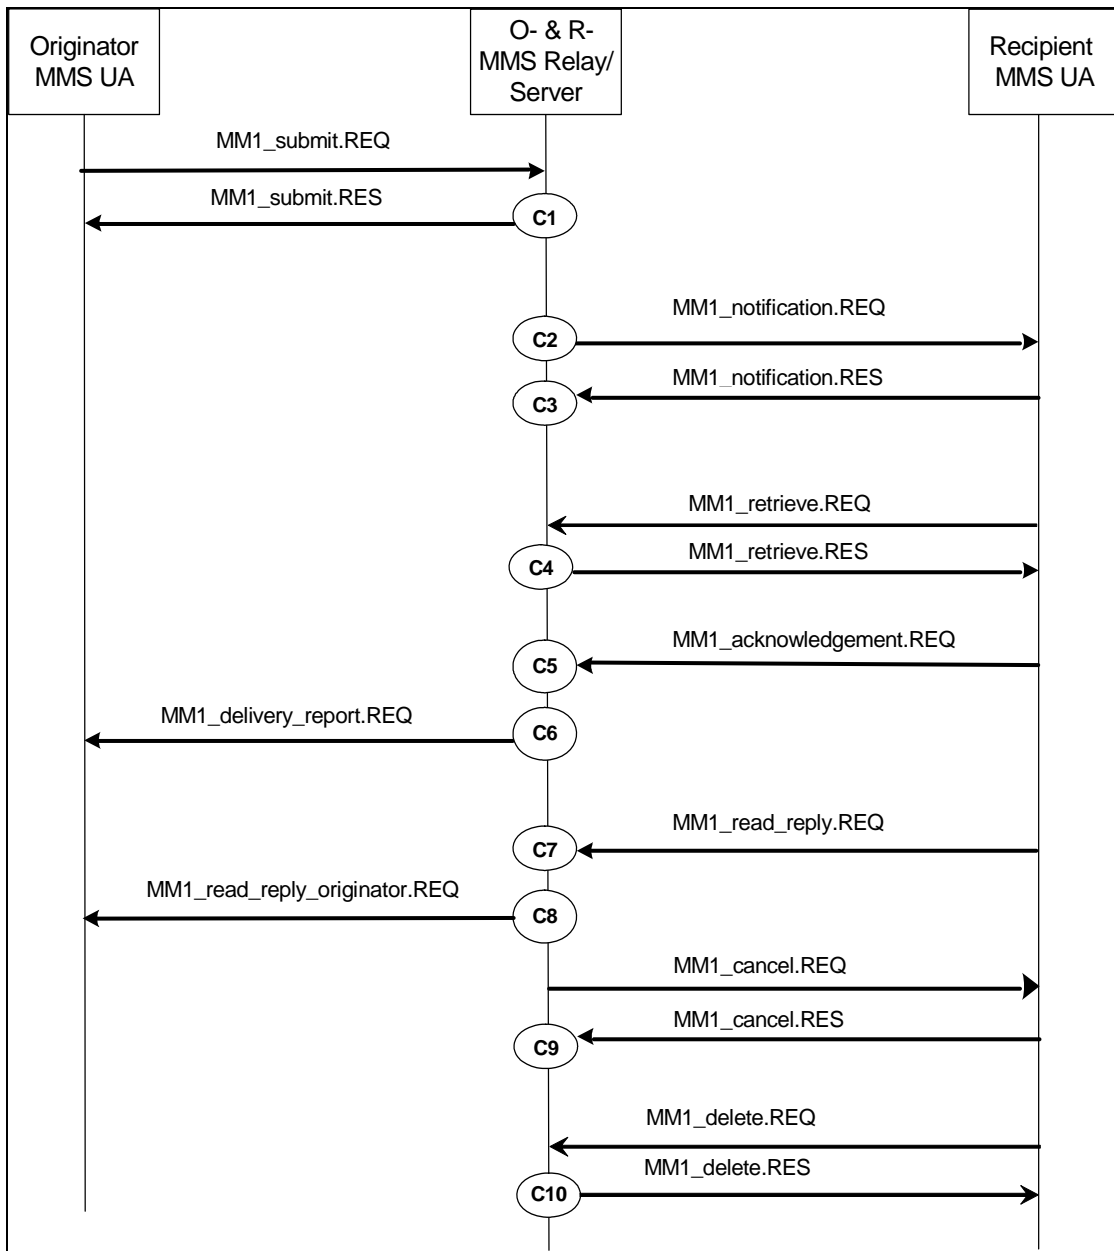 Originator
MMS UA
O- & R-
MMS Relay/
Server
Recipient
MMS UA
MM1_submit.REQ
MM1_submit.RES
C1
MM1_notification.REQ
C2
MM1_notification.RES
C3
MM1_retrieve.REQ
MM1_retrieve.RES
C4
MM1_acknowledgement.REQ
C5
MM1_delivery_report.REQ
C6
MM1_read_reply.REQ
C7
MM1_read_reply_originator.REQ
C8
MM1_cancel.REQ
MM1_cancel.RES
C9
MM1_delete.REQ
MM1_delete.RES
C10